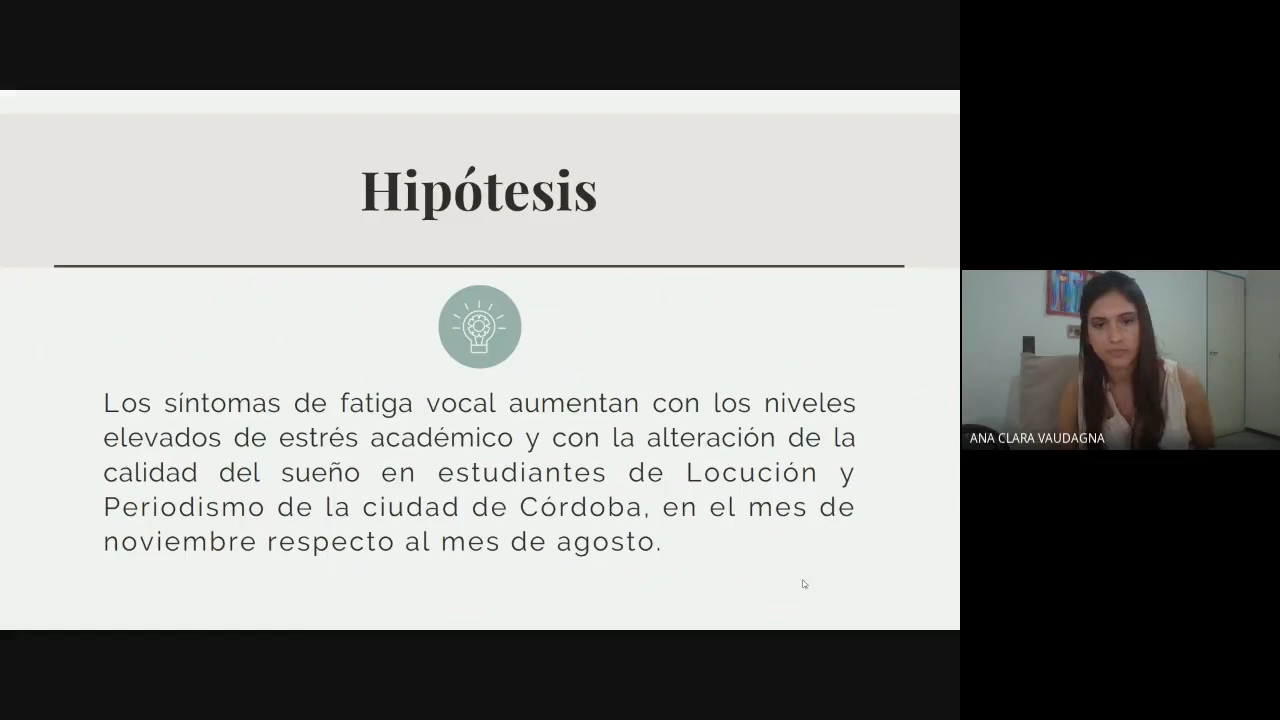 Hipótesis
Los síntomas de fatiga vocal aumentan con los niveles
elevados de estrés académico y con la alteración de la
calidad del sueño en estudiantes de Locución y
Periodismo de la ciudad de Córdoba, en el mes de
noviembre respecto al mes de agosto.
ANA CLARA VAUDAGNA